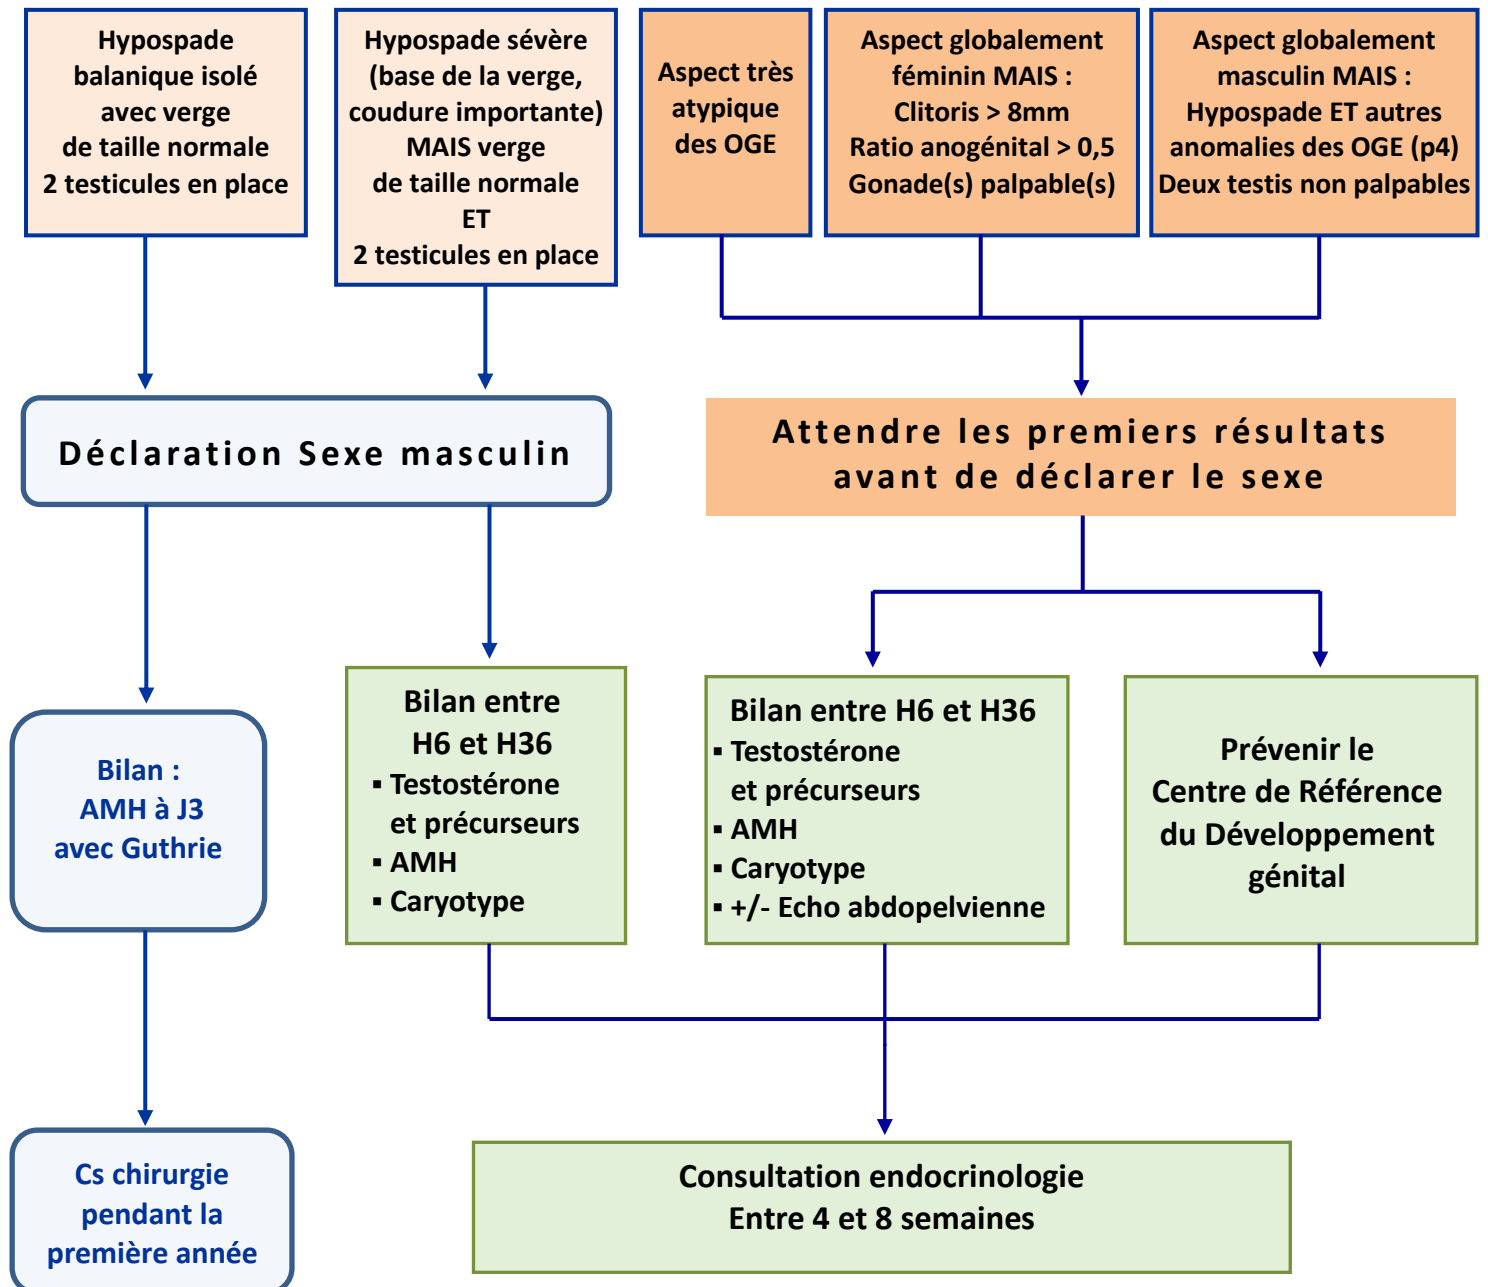 Hypospade
balanique isolé
avec verge
de taille normale
2 testicules en place
Hypospade sévère
(base de la verge,
coudure importante)
MAIS verge
de taille normale
ET
2 testicules en place
Aspect très
atypique
des OGE
Aspect globalement
féminin MAIS :
Clitoris > 8mm
Ratio anogénital > 0,5
Gonade(s) palpable(s)
Aspect globalement
masculin MAIS :
Hypospade ET autres
anomalies des OGE (p4)
Deux testis non palpables
Déclaration Sexe masculin
Attendre les premiers résultats
avant de déclarer le sexe
Bilan :
AMH à J3
avec Guthrie
Bilan entre
H6 et H36
▪ Testostérone
et précurseurs
▪ AMH
▪ Caryotype
Bilan entre H6 et H36
▪ Testostérone
et précurseurs
▪ AMH
▪ Caryotype
▪ +/- Echo abdopelvienne
Prévenir le
Centre de Référence
du Développement
génital
Cs chirurgie
pendant la
première année
Consultation endocrinologie
Entre 4 et 8 semaines